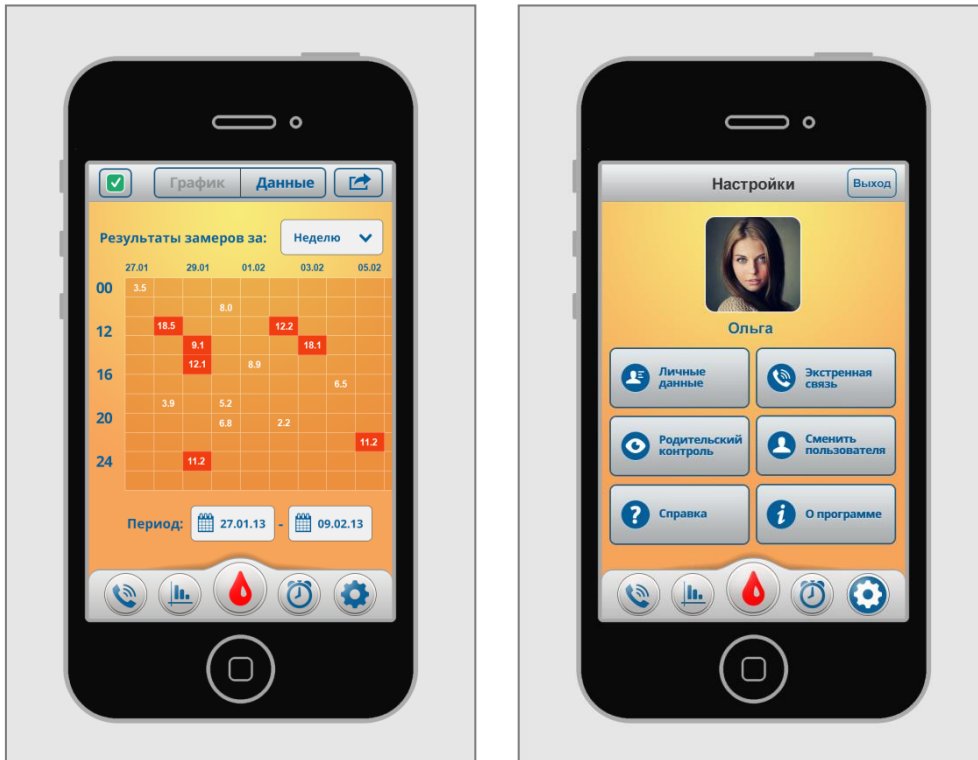 График Данные
Результаты замеров за: Неделю
27.01 29.01 01.02 03.02 05.02
00 3.5
8.0
12 18.5 12.2
9.1 18.1
12.1 8.9
16 6.5
3.9 5.2
20 6.8 2.2
11.2
24 11.2
Период: 27.01.13 - 09.02.13
Настройки Выход
Ольга
Личные
данные
Экстренная
связь
Родительский
контроль
Сменить
пользователя
Справка
О программе